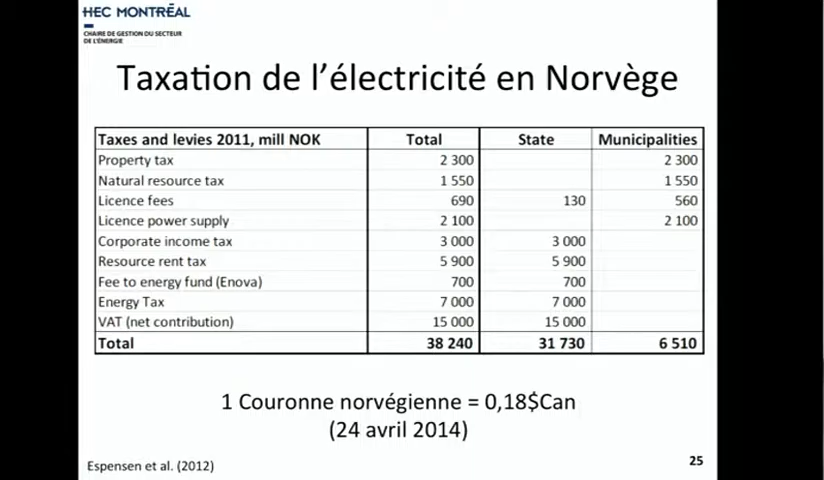 HEC MONTRĒAL
CHAIRE DE GESTION DU SECTEUR
DE L'ÉNERGIE
Taxation de l'électricité en Norvège
Taxes and levies 2011, mill NOK Total State Municipalities
Property tax 2 300 2 300
Natural resource tax 1 550 1 550
Licence fees 690 130 560
Licence power supply 2 100 2 100
Corporate income tax 3 000 3 000
Resource rent tax 5 900 5 900
Fee to energy fund (Enova) 700 700
Energy Tax 7 000 7 000
VAT (net contribution) 15 000 15 000
Total 38 240 31 730 6 510
1 Couronne norvégienne = 0,18$Can
(24 avril 2014)
Espensen et al. (2012)
25